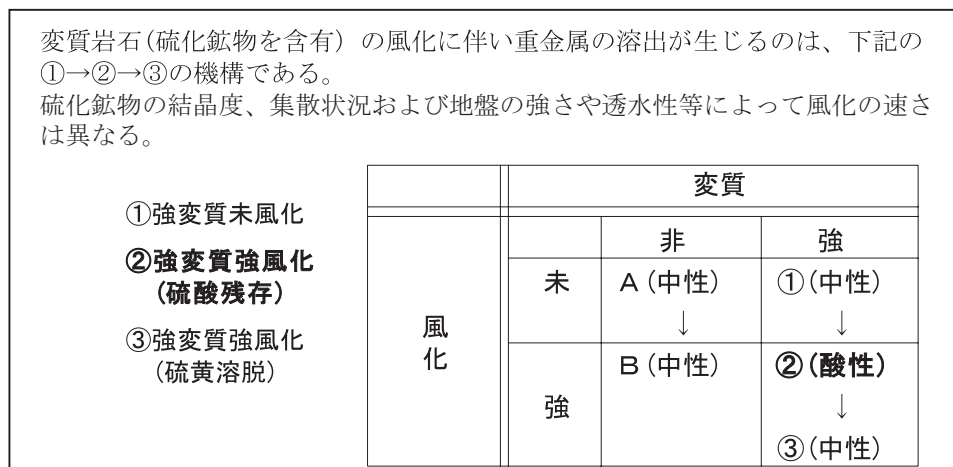 変質岩石(硫化鉱物を含有)の風化に伴い重金属の溶出が生じるのは、下記の
①→②→③の機構である。
硫化鉱物の結晶度、集散状況および地盤の強さや透水性等によって風化の速さ
は異なる。
①強変質未風化
②強変質強風化
(硫酸残存)
③強変質強風化
(硫黄溶脱)
変質
非 強
風化
未 A(中性) ①(中性)
↓ ↓
強 B(中性) ②(酸性)
↓
③(中性)